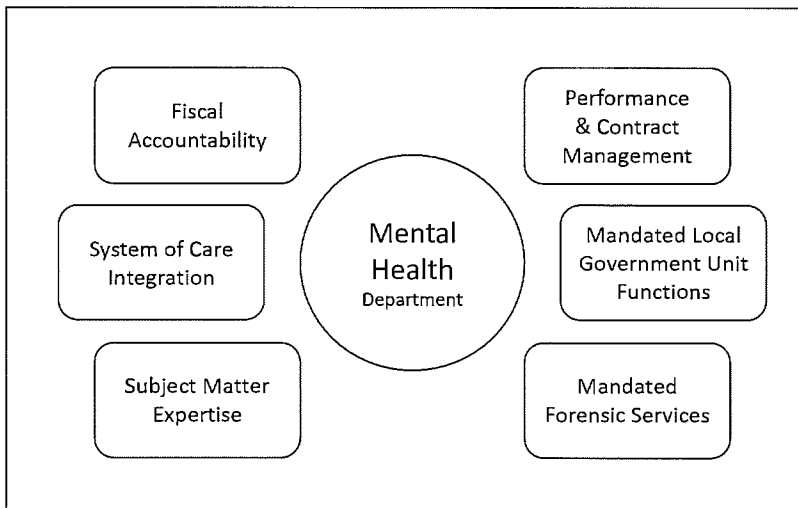 Fiscal
Accountability
System of Care
Integration
Subject Matter
Expertise
Mental
Health
Department
Performance
& Contract
Management
Mandated Local
Government Unit
Functions
Mandated
Forensic Services